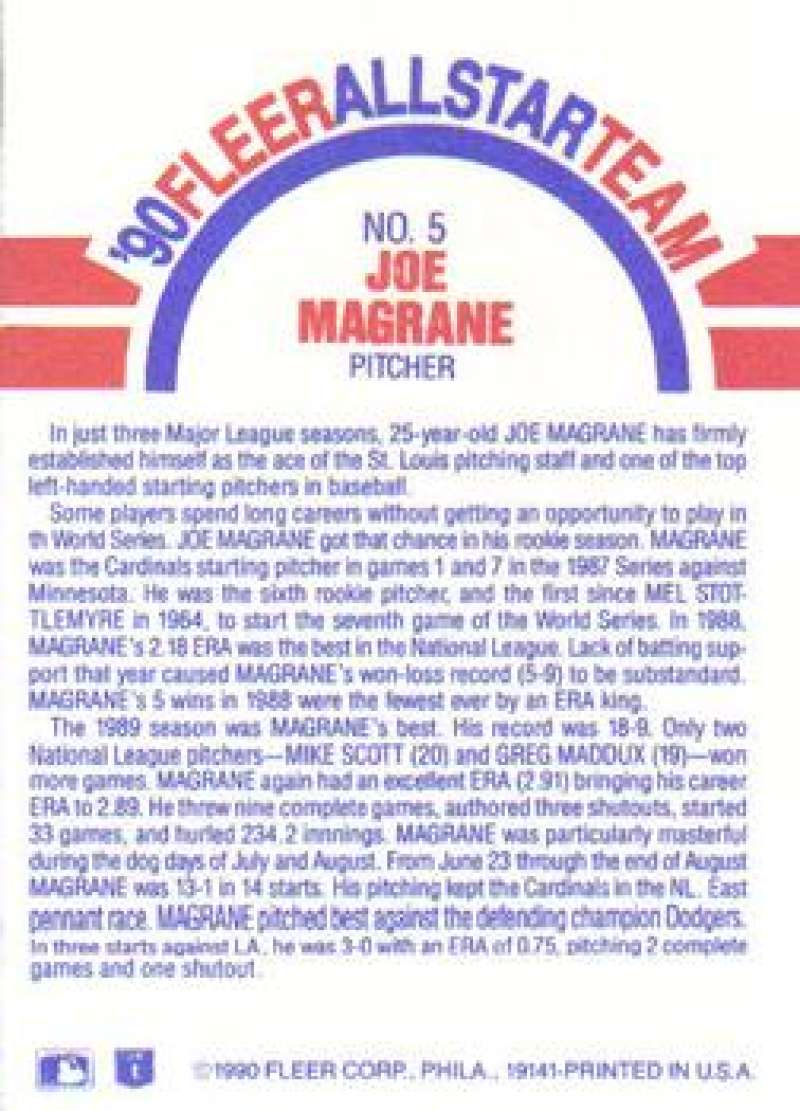 '90 FLEER ALL STAR TEAM
NO. 5
JOE
MAGRANE
PITCHER
In just three Major League seasons, 25-year-old JOE MAGRANE has firmly
established himself as the ace of the St. Louis pitching staff and one of the top
left-handed starting pitchers in baseball.
Some players spend long careers without getting an opportunity to play in
th World Series. JOE MAGRANE got that chance in his rookie season. MAGRANE
was the Cardinals starting pitcher in games 1 and 7 in the 1987 Series against
Minnesota. He was the sixth rookie pitcher, and the first since MEL STOT-
TLEMYRE in 1964, to start the seventh game of the World Series. In 1988,
MAGRANE's 2.18 ERA was the best in the National League. Lack of batting sup-
port that year caused MAGRANE's won-loss record (5-9) to be substandard.
MAGRANE's 5 wins in 1988 were the fewest ever by an ERA king.
The 1989 season was MAGRANE's best. His record was 18-9. Only two
National League pitchers—MIKE SCOTT (20) and GREG MADDUX (19)—won
more games. MAGRANE again had an excellent ERA (2.91) bringing his career
ERA to 2.89. He threw nine complete games, authored three shutouts, started
33 games, and hurled 234.2 innnings. MAGRANE was particularly masterful
during the dog days of July and August. From June 23 through the end of August
MAGRANE was 13-1 in 14 starts. His pitching kept the Cardinals in the NL. East
pennant race. MAGRANE pitched best against the defending champion Dodgers.
In three starts against LA, he was 3-0 with an ERA of 0.75, pitching 2 complete
games and one shutout.
©1990 FLEER CORP., PHILA., 19141-PRINTED IN U.S.A.